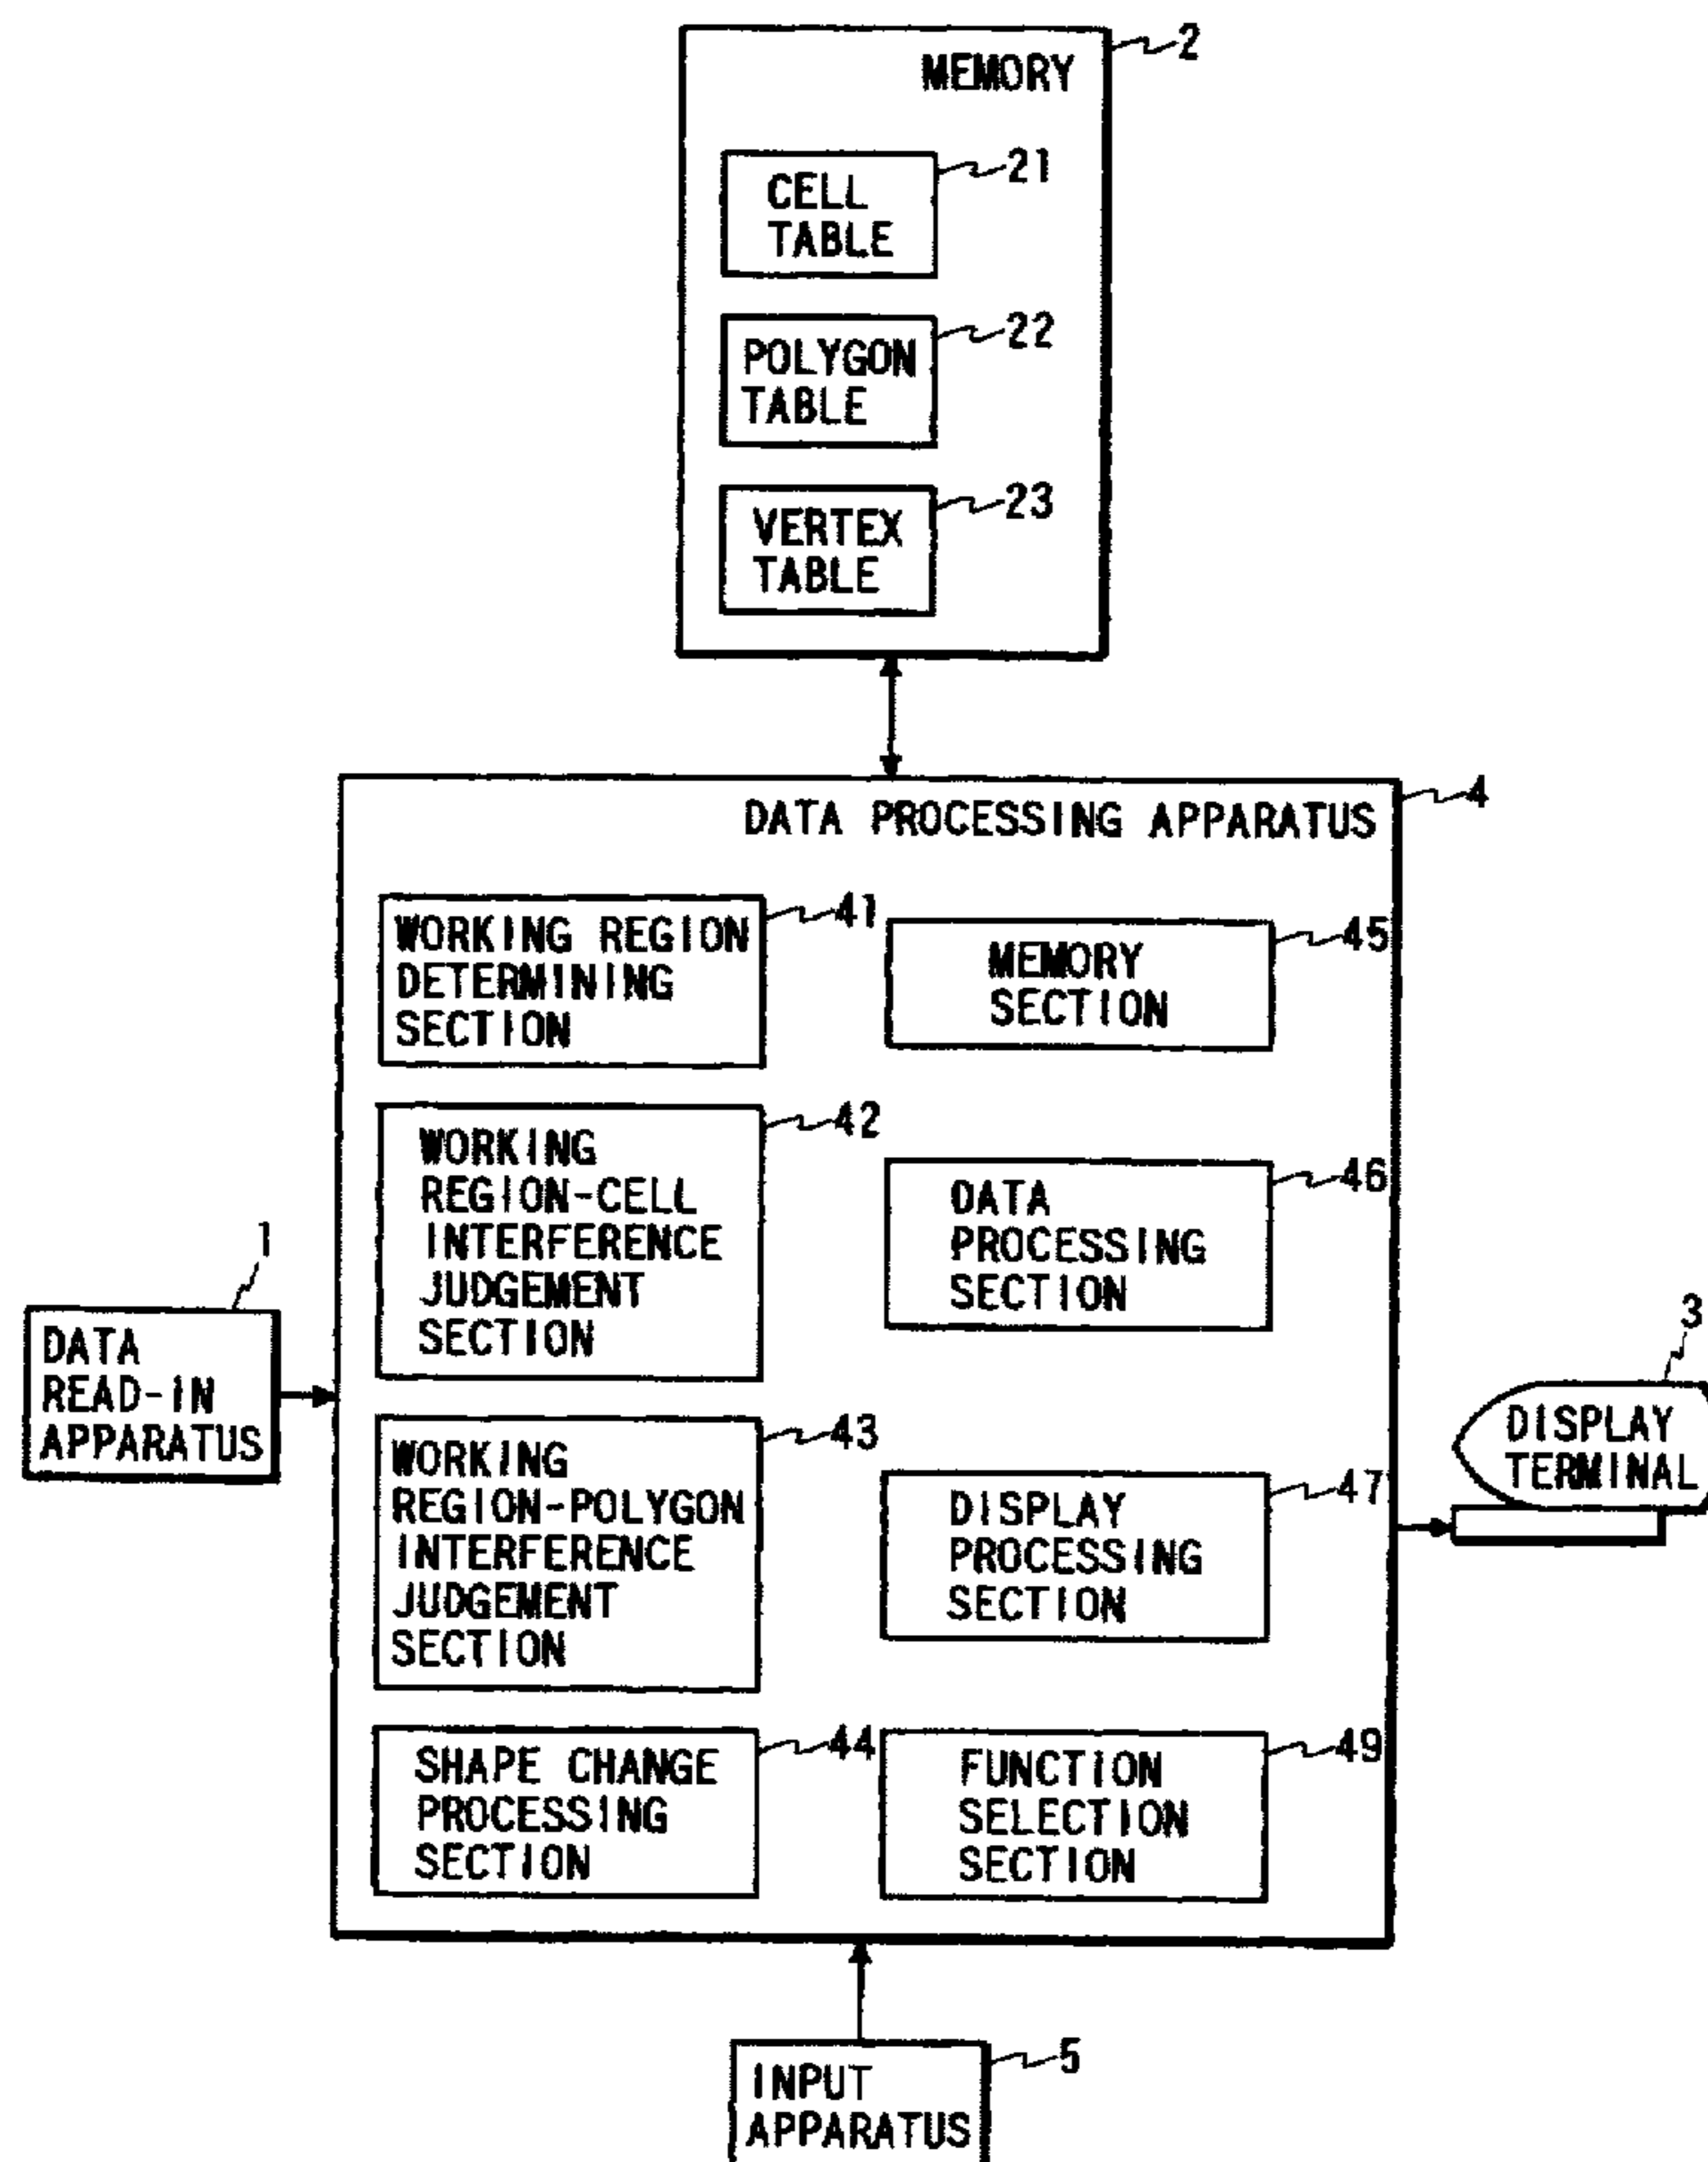 2
MEMORY
21
CELL
TABLE
22
POLYGON
TABLE
23
VERTEX
TABLE
4
DATA PROCESSING APPARATUS
41
WORKING REGION
DETERMINING
SECTION
45
MEMORY
SECTION
42
WORKING
REGION-CELL
INTERFERENCE
JUDGEMENT
SECTION
46
DATA
PROCESSING
SECTION
1
DATA
READ-IN
APPARATUS
3
DISPLAY
TERMINAL
43
WORKING
REGION-POLYGON
INTERFERENCE
JUDGEMENT
SECTION
47
DISPLAY
PROCESSING
SECTION
44
SHAPE CHANGE
PROCESSING
SECTION
49
FUNCTION
SELECTION
SECTION
5
INPUT
APPARATUS